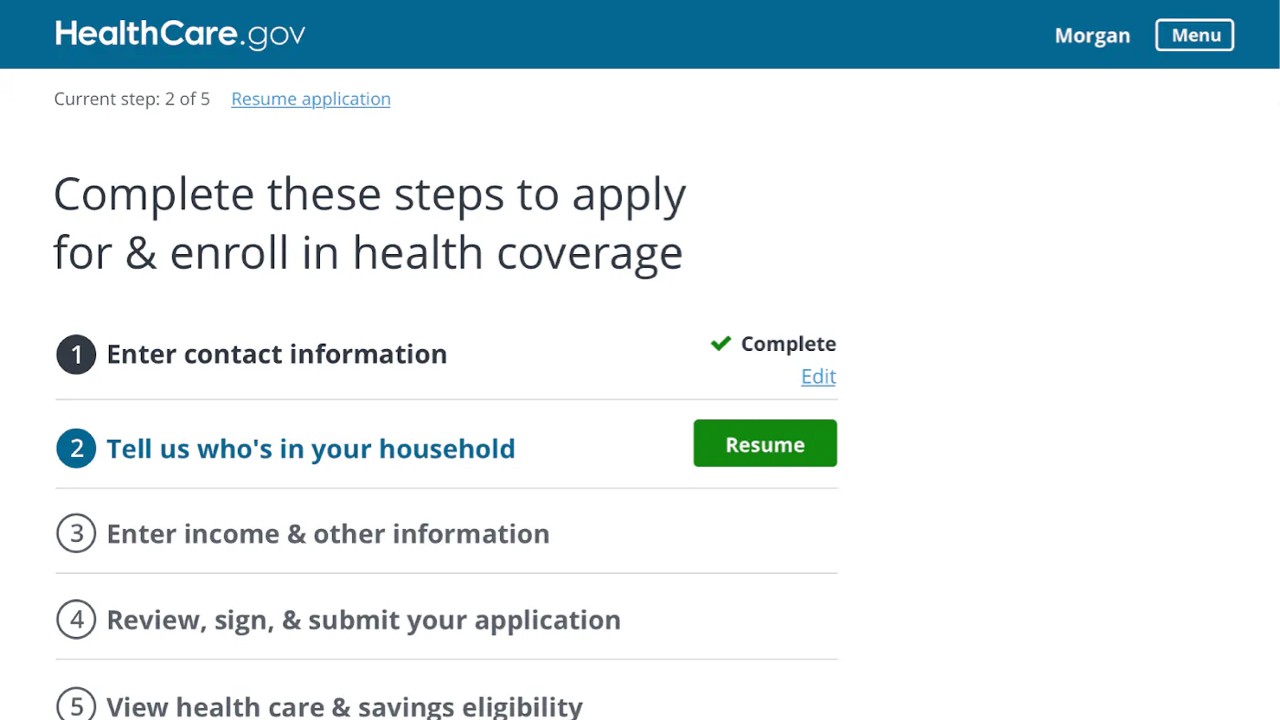 HealthCare.gov
Morgan
Menu
Current step: 2 of 5 Resume application
Complete these steps to apply
for & enroll in health coverage
1 Enter contact information
Complete
Edit
2 Tell us who's in your household
Resume
3 Enter income & other information
4 Review, sign, & submit your application
5 View health care & savings eligibility